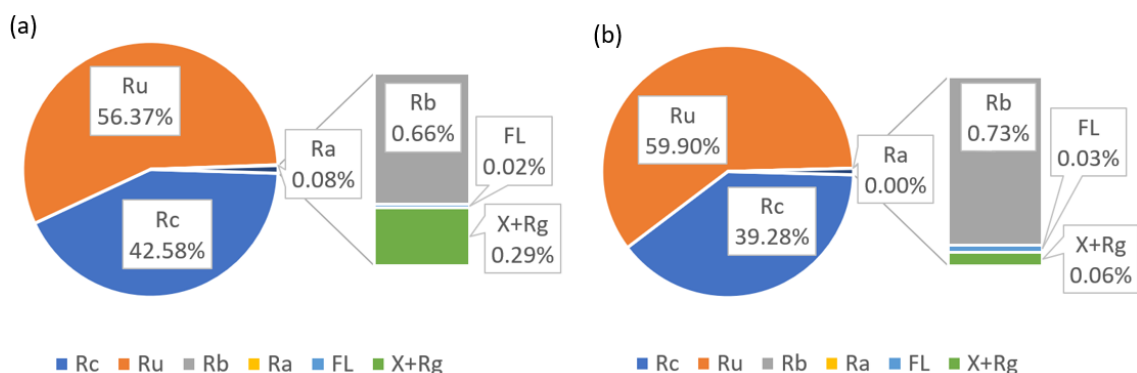 (a)
Ru
56.37%
Rc
42.58%
Ra
0.08%
Rb
0.66%
FL
0.02%
X+Rg
0.29%
Rc Ru Rb Ra FL X+Rg
(b)
Ru
59.90%
Rc
39.28%
Ra
0.00%
Rb
0.73%
FL
0.03%
X+Rg
0.06%
Rc Ru Rb Ra FL X+Rg